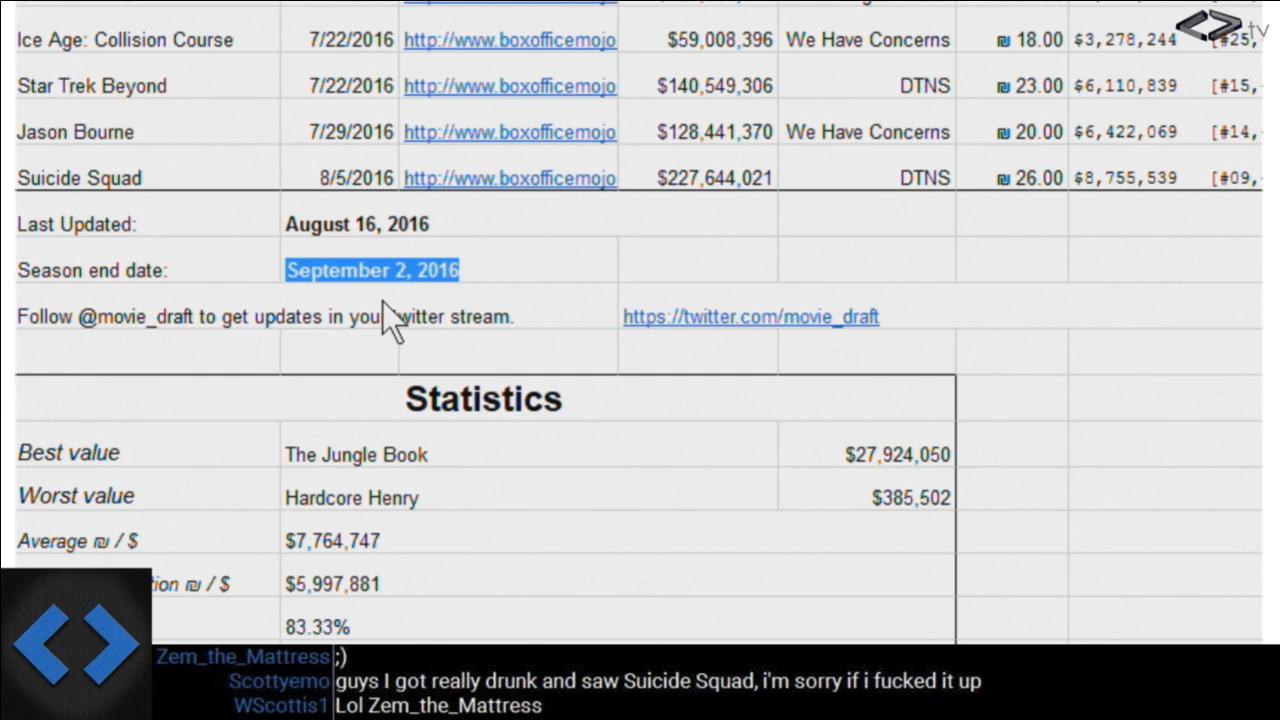 Ice Age: Collision Course 7/22/2016 http://www.boxofficemojo $59,008,396 We Have Concerns ₪ 18.00 $3,278,244 [#25,
tv
Star Trek Beyond 7/22/2016 http://www.boxofficemojo $140,549,306 DTNS ₪ 23.00 $6,110,839 [#15,
Jason Bourne 7/29/2016 http://www.boxofficemojo $128,441,370 We Have Concerns ₪ 20.00 $6,422,069 [#14,
Suicide Squad 8/5/2016 http://www.boxofficemojo $227,644,021 DTNS ₪ 26.00 $8,755,539 [#09,
Last Updated: August 16, 2016
Season end date: September 2, 2016
Follow @movie_draft to get updates in you witter stream. https://twitter.com/movie_draft
Statistics
Best value The Jungle Book $27,924,050
Worst value Hardcore Henry $385,502
Average ₪ / $ $7,764,747
tion ₪ / $ $5,997,881
83.33%
Zem_the_Mattress ;)
Scottyemo guys I got really drunk and saw Suicide Squad, i'm sorry if i fucked it up
WScottis1 Lol Zem_the_Mattress